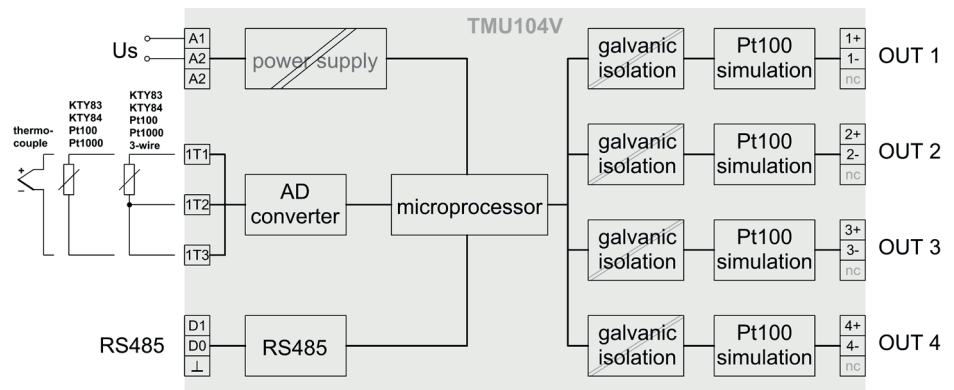 TMU104V
Us
A1
A2
A2
power supply
thermo-
couple
+
–
KTY83
KTY84
Pt100
Pt1000
KTY83
KTY84
Pt100
Pt1000
3-wire
1T1
1T2
1T3
AD
converter
microprocessor
RS485
D1
D0
⊥
RS485
galvanic
isolation
Pt100
simulation
1+
1-
nc
OUT 1
galvanic
isolation
Pt100
simulation
2+
2-
nc
OUT 2
galvanic
isolation
Pt100
simulation
3+
3-
nc
OUT 3
galvanic
isolation
Pt100
simulation
4+
4-
nc
OUT 4